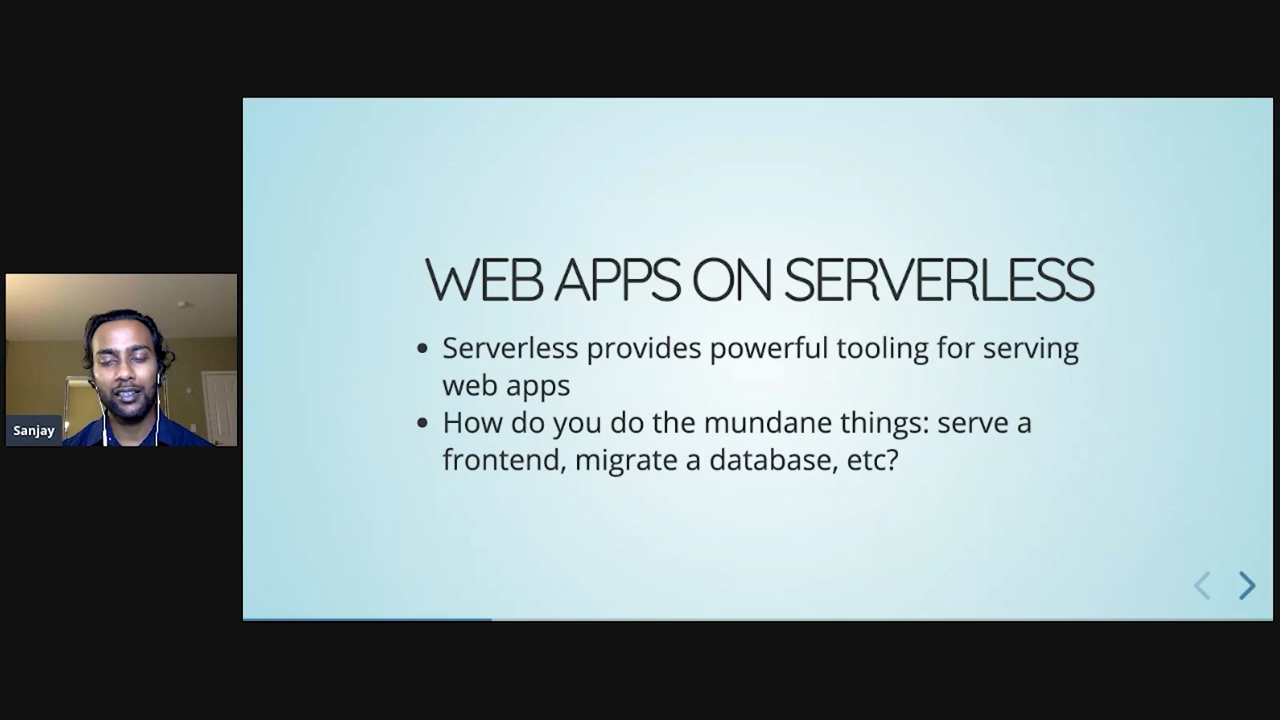 WEB APPS ON SERVERLESS
Serverless provides powerful tooling for serving
web apps
How do you do the mundane things: serve a
frontend, migrate a database, etc?
Sanjay